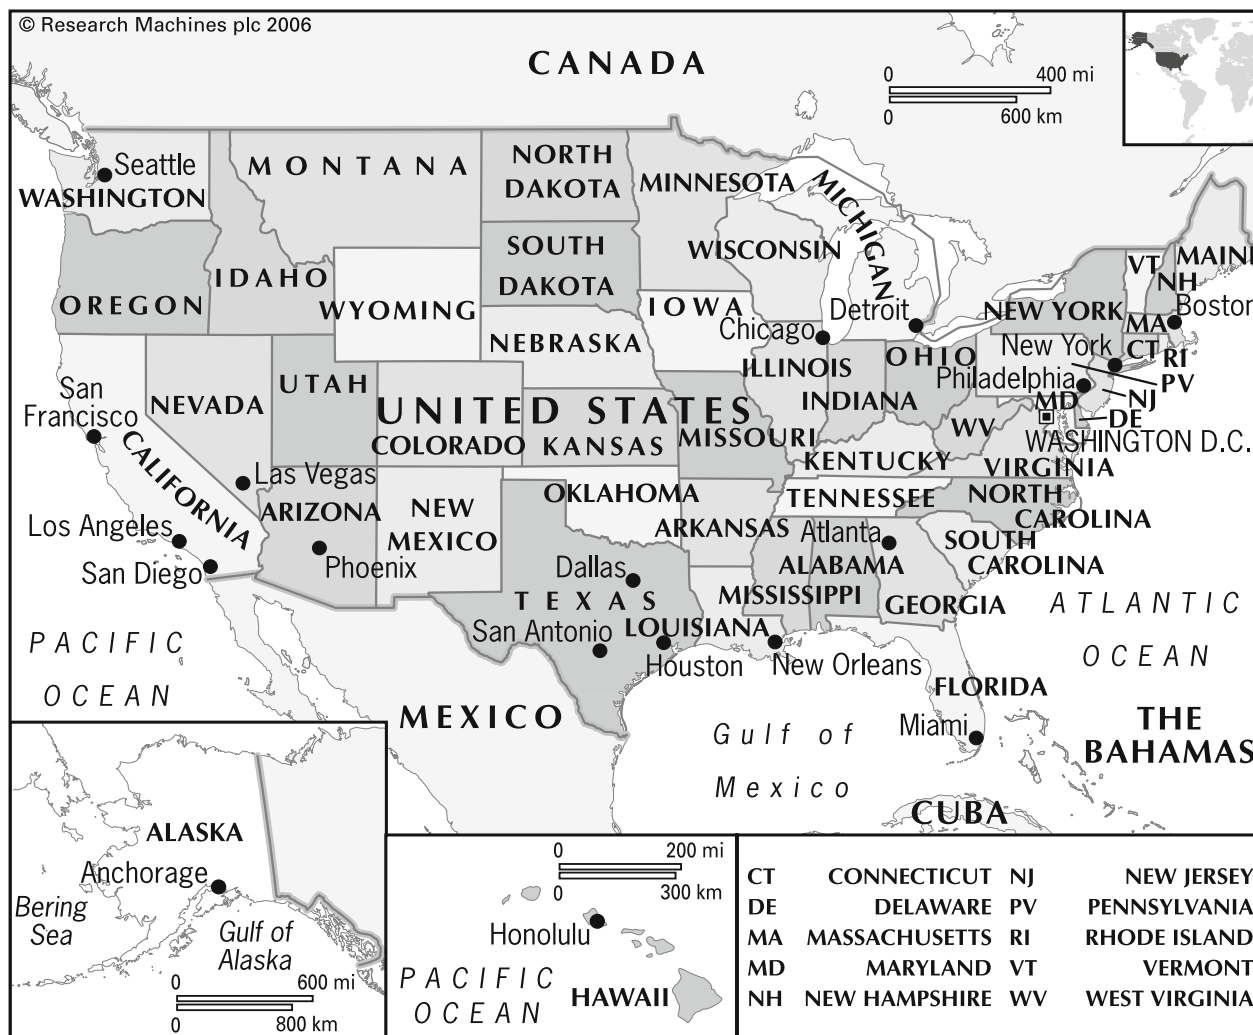 © Research Machines plc 2006
CANADA
0 400 mi
0 600 km
Seattle
WASHINGTON
MONTANA
NORTH
DAKOTA
MINNESOTA
MICHIGAN
SOUTH
DAKOTA
WISCONSIN
MAINE
VT
NH
IDAHO
OREGON
WYOMING
IOWA
Detroit
NEW YORK
MA
Boston
Chicago
NEBRASKA
ILLINOIS
OHIO
New York
CT
RI
PV
UTAH
Philadelphia
NJ
San
Francisco
NEVADA
UNITED STATES
INDIANA
MD
DE
COLORADO
KANSAS
MISSOURI
WV
WASHINGTON D.C.
CALIFORNIA
KENTUCKY
VIRGINIA
Las Vegas
OKLAHOMA
TENNESSEE
NORTH
CAROLINA
ARIZONA
NEW
MEXICO
ARKANSAS
Atlanta
SOUTH
CAROLINA
Los Angeles
San Diego
Phoenix
Dallas
ALABAMA
MISSISSIPPI
GEORGIA
ATLANTIC
OCEAN
TEXAS
San Antonio
LOUISIANA
Houston
New Orleans
PACIFIC
OCEAN
MEXICO
FLORIDA
Miami
Gulf of
Mexico
THE
BAHAMAS
CUBA
ALASKA
Anchorage
Bering
Sea
Gulf of
Alaska
0 600 mi
0 800 km
0 200 mi
0 300 km
Honolulu
PACIFIC
OCEAN
HAWAII
CT CONNECTICUT NJ NEW JERSEY
DE DELAWARE PV PENNSYLVANIA
MA MASSACHUSETTS RI RHODE ISLAND
MD MARYLAND VT VERMONT
NH NEW HAMPSHIRE WV WEST VIRGINIA